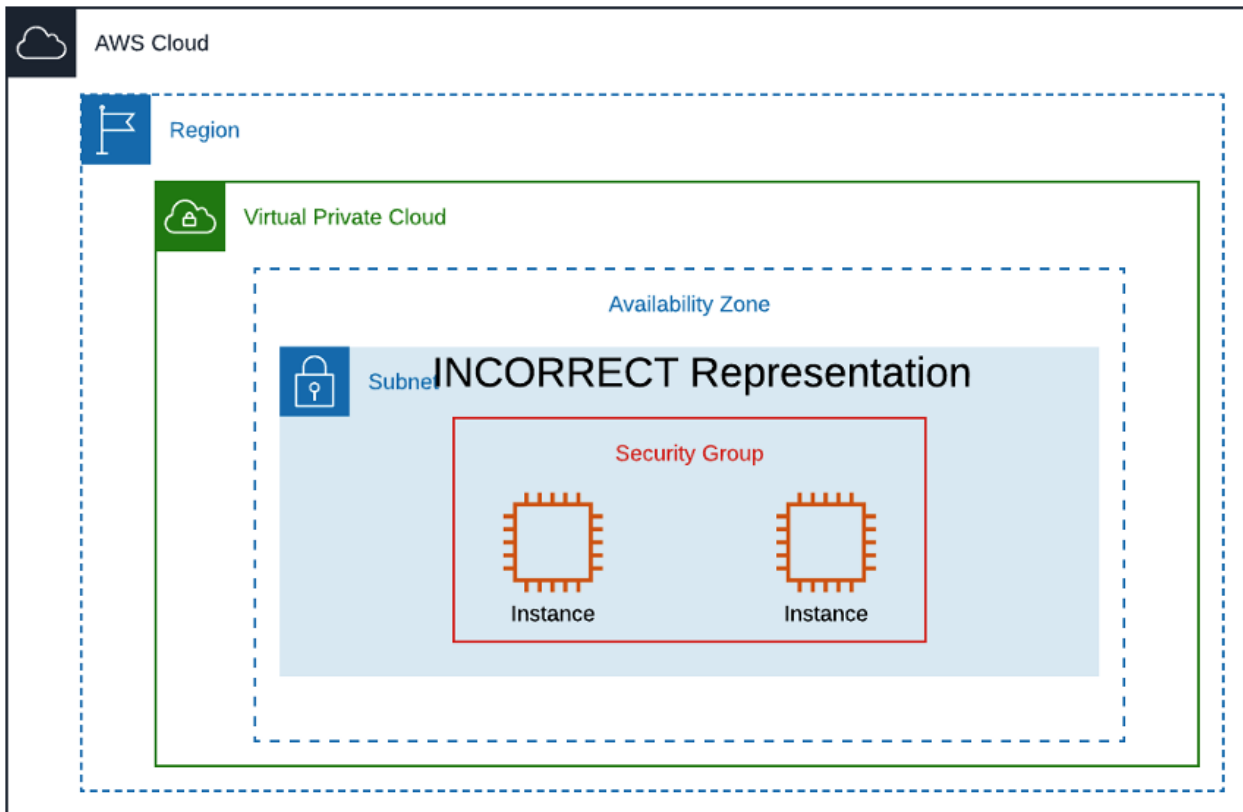 AWS Cloud
Region
Virtual Private Cloud
Availability Zone
Subnet
INCORRECT Representation
Security Group
Instance
Instance